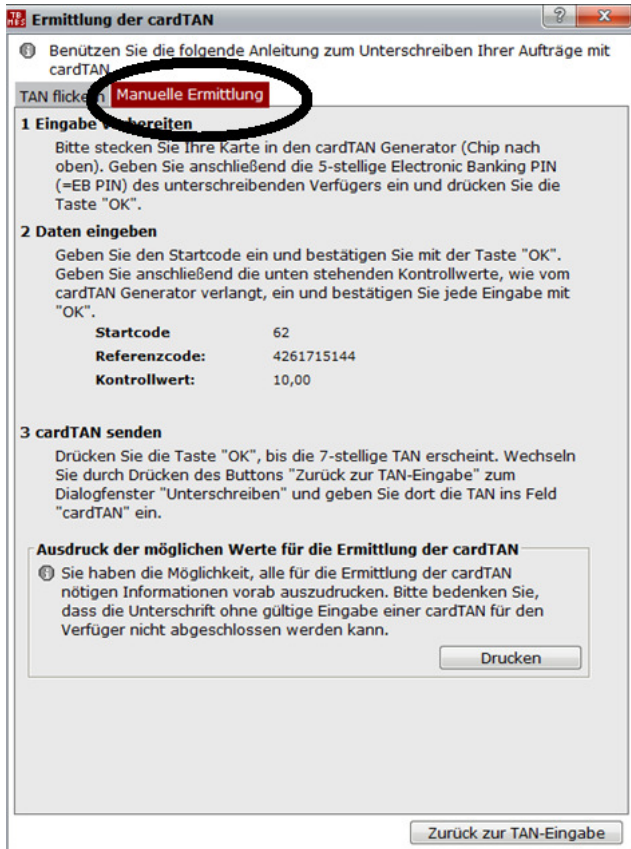 TB
MBS Ermittlung der cardTAN ?
Benützen Sie die folgende Anleitung zum Unterschreiben Ihrer Aufträge mit
cardTAN.
TAN Manuelle Ermittlung
1 Eingabe vorbereiten
Bitte stecken Sie Ihre Karte in den cardTAN Generator (Chip nach
oben). Geben Sie anschließend die 5-stellige Electronic Banking PIN
(=EB PIN) des unterschreibenden Verfügers ein und drücken Sie die
Taste "OK".
2 Daten eingeben
Geben Sie den Startcode ein und bestätigen Sie mit der Taste "OK".
Geben Sie anschließend die unten stehenden Kontrollwerte, wie vom
cardTAN Generator verlangt, ein und bestätigen Sie jede Eingabe mit
"OK".
Startcode 62
Referenzcode: 4261715144
Kontrollwert: 10,00
3 cardTAN senden
Drücken Sie die Taste "OK", bis die 7-stellige TAN erscheint. Wechseln
Sie durch Drücken des Buttons "Zurück zur TAN-Eingabe" zum
Dialogfenster "Unterschreiben" und geben Sie dort die TAN ins Feld
"cardTAN" ein.
Ausdruck der möglichen Werte für die Ermittlung der cardTAN
Sie haben die Möglichkeit, alle für die Ermittlung der cardTAN
nötigen Informationen vorab auszudrucken. Bitte bedenken Sie,
dass die Unterschrift ohne gültige Eingabe einer cardTAN für den
Verfüger nicht abgeschlossen werden kann.
Drucken
Zurück zur TAN-Eingabe